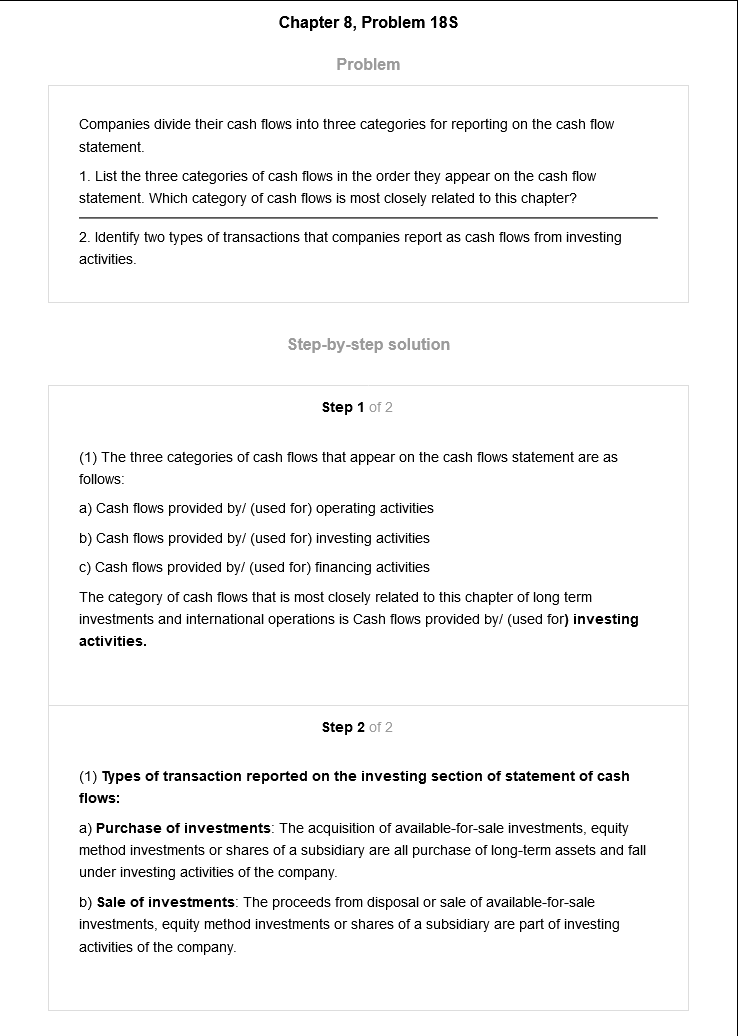 Chapter 8, Problem 18S
Problem
Companies divide their cash flows into three categories for reporting on the cash flow
statement.
1. List the three categories of cash flows in the order they appear on the cash flow
statement. Which category of cash flows is most closely related to this chapter?
2. Identify two types of transactions that companies report as cash flows from investing
activities.
Step-by-step solution
Step 1 of 2
(1) The three categories of cash flows that appear on the cash flows statement are as
follows:
a) Cash flows provided by/ (used for) operating activities
b) Cash flows provided by/ (used for) investing activities
c) Cash flows provided by/ (used for) financing activities
The category of cash flows that is most closely related to this chapter of long term
investments and international operations is Cash flows provided by/ (used for) investing
activities.
Step 2 of 2
(1) Types of transaction reported on the investing section of statement of cash
flows:
a) Purchase of investments: The acquisition of available-for-sale investments, equity
method investments or shares of a subsidiary are all purchase of long-term assets and fall
under investing activities of the company.
b) Sale of investments: The proceeds from disposal or sale of available-for-sale
investments, equity method investments or shares of a subsidiary are part of investing
activities of the company.